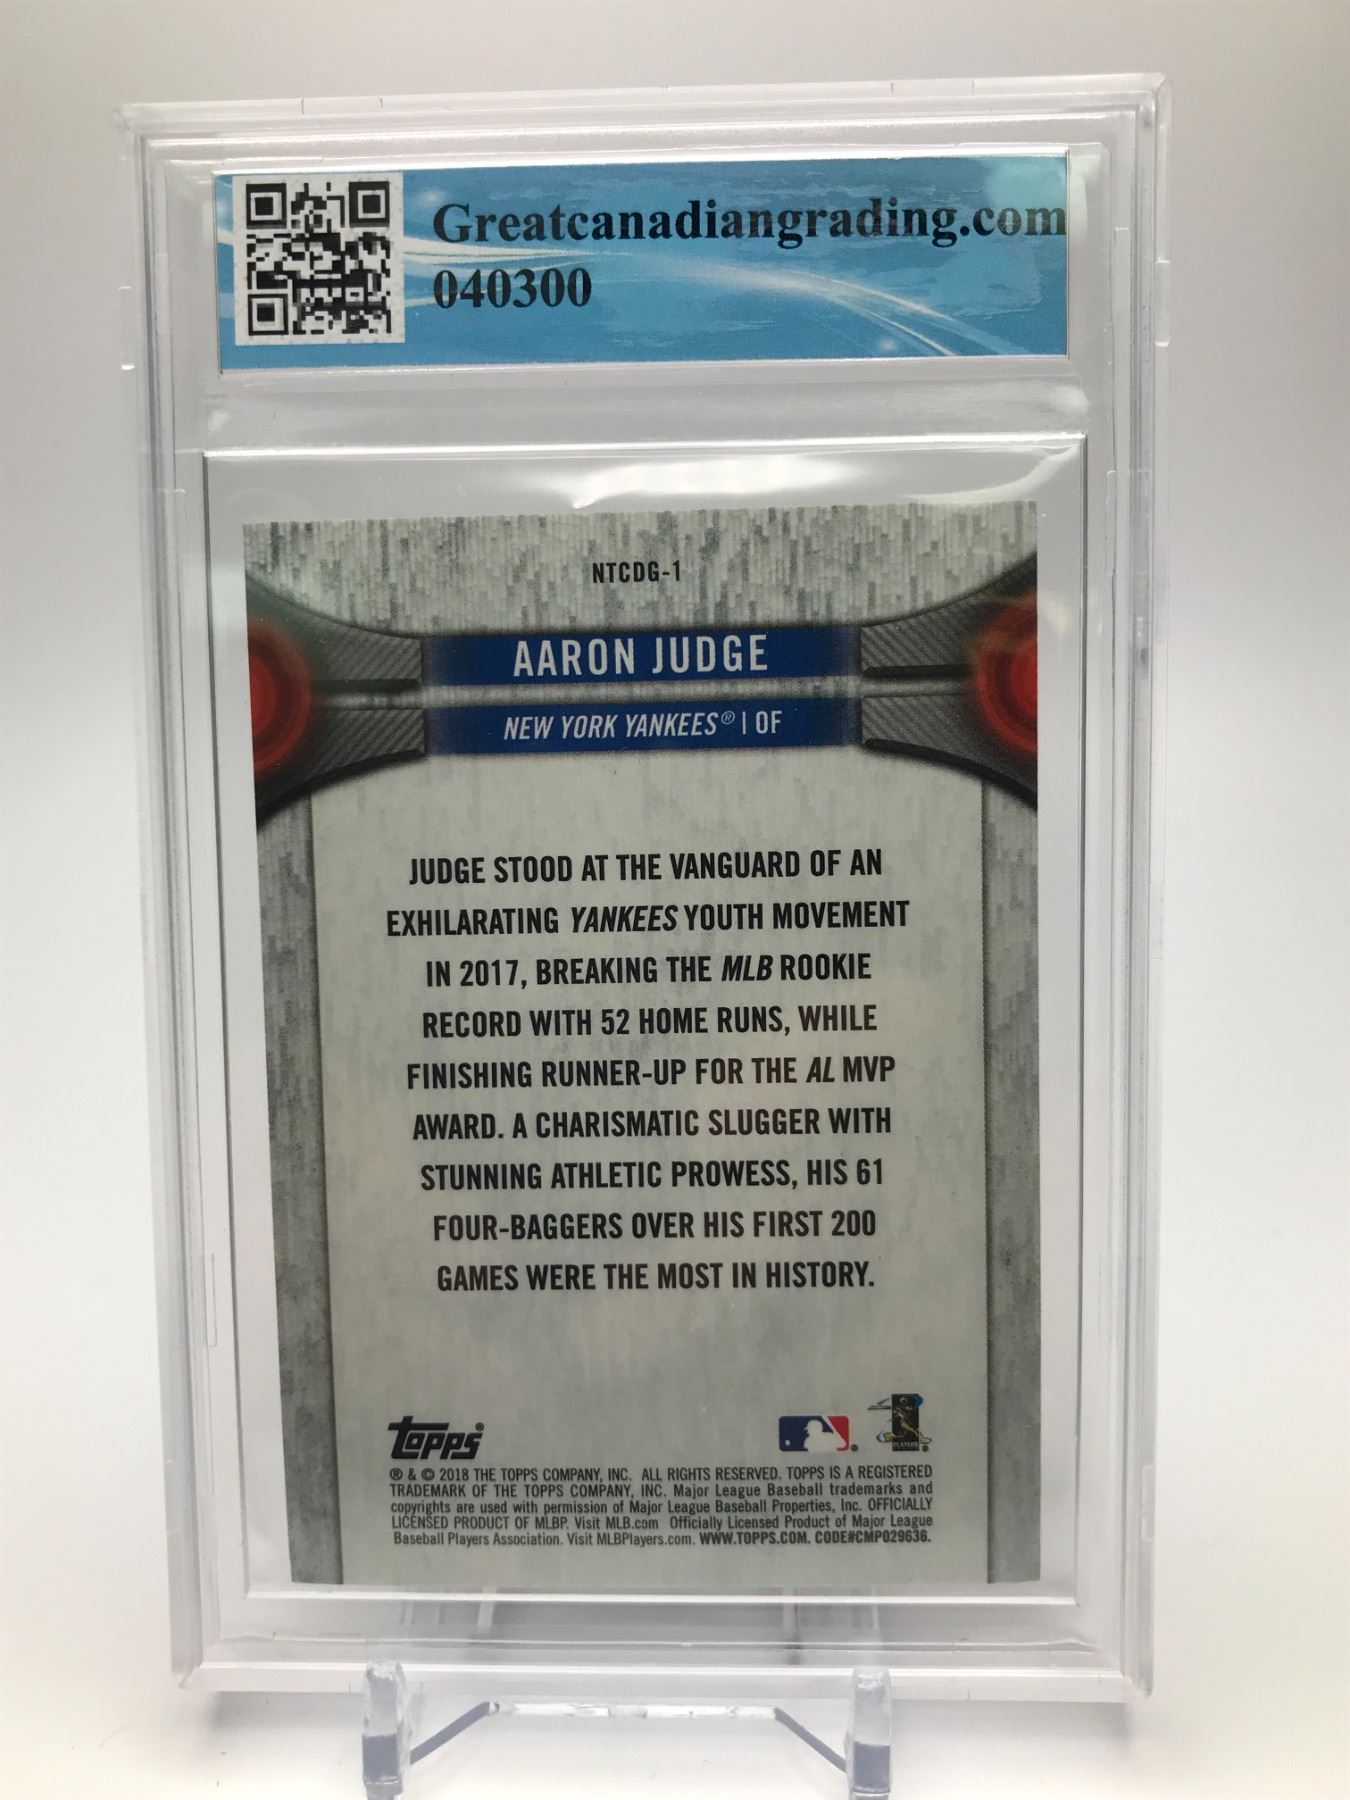 Greatcanadiangrading.com
040300
NTCDG-1
AARON JUDGE
NEW YORK YANKEES® | OF
JUDGE STOOD AT THE VANGUARD OF AN
EXHILARATING YANKEES YOUTH MOVEMENT
IN 2017, BREAKING THE MLB ROOKIE
RECORD WITH 52 HOME RUNS, WHILE
FINISHING RUNNER-UP FOR THE AL MVP
AWARD. A CHARISMATIC SLUGGER WITH
STUNNING ATHLETIC PROWESS, HIS 61
FOUR-BAGGERS OVER HIS FIRST 200
GAMES WERE THE MOST IN HISTORY.
Topps®
® & © 2018 THE TOPPS COMPANY, INC. ALL RIGHTS RESERVED. TOPPS IS A REGISTERED
TRADEMARK OF THE TOPPS COMPANY, INC. Major League Baseball trademarks and
copyrights are used with permission of Major League Baseball Properties, Inc. OFFICIALLY
LICENSED PRODUCT OF MLBP. Visit MLB.com Officially Licensed Product of Major League
Baseball Players Association. Visit MLBPlayers.com. WWW.TOPPS.COM. CODE#CMP029636.